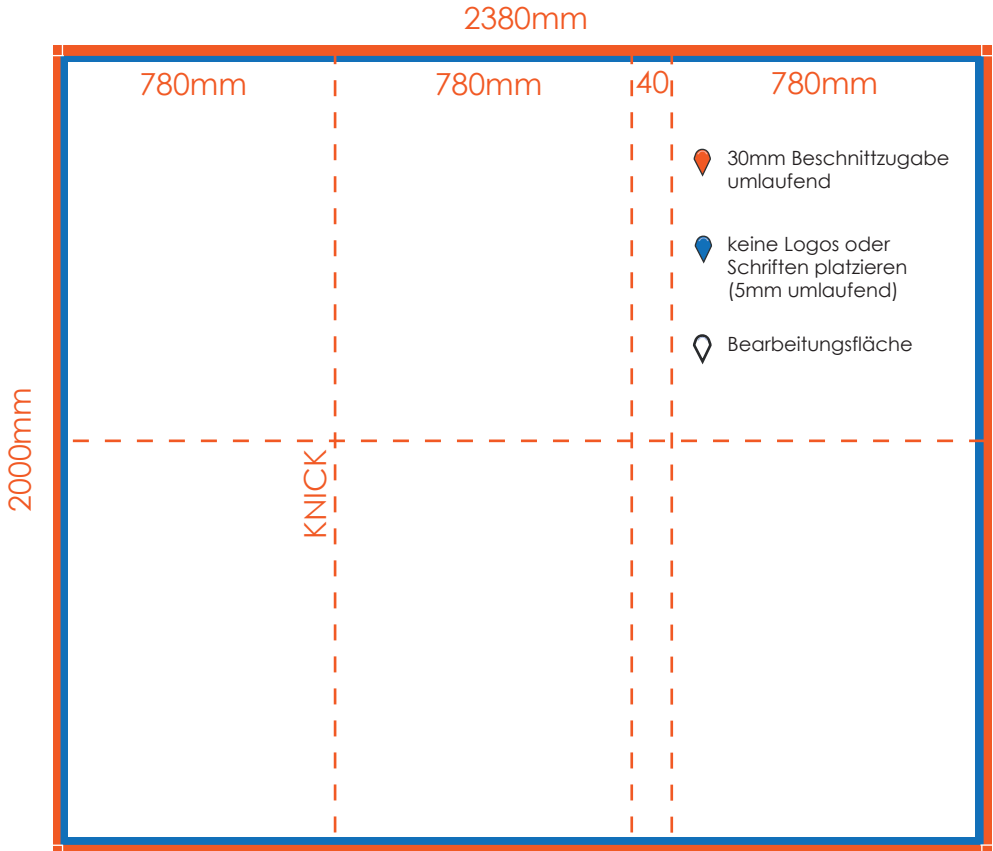 2380mm
780mm
780mm
40
780mm
30mm Beschnittzugabe
umlaufend
keine Logos oder
Schriften platzieren
(5mm umlaufend)
Bearbeitungsfläche
2000mm
KNICK